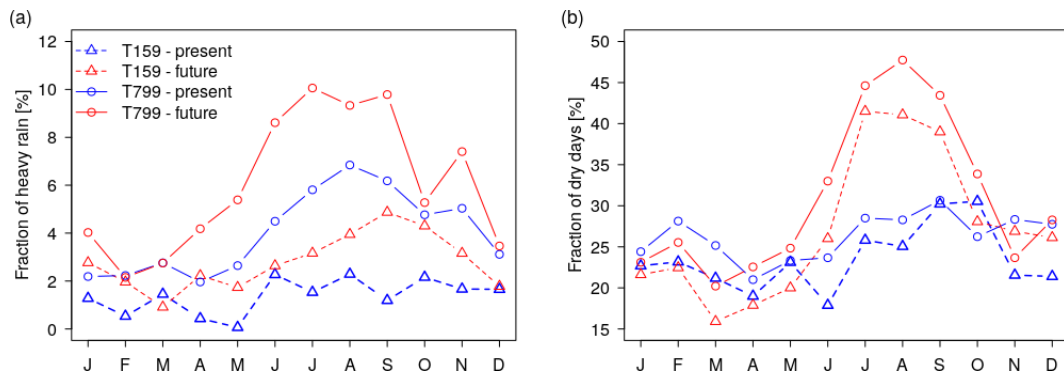 (a)
Fraction of heavy rain [%]
12
10
8
6
4
2
0
T159 - present
T159 - future
T799 - present
T799 - future
J F M A M J J A S O N D
(b)
Fraction of dry days [%]
50
45
40
35
30
25
20
15
J F M A M J J A S O N D